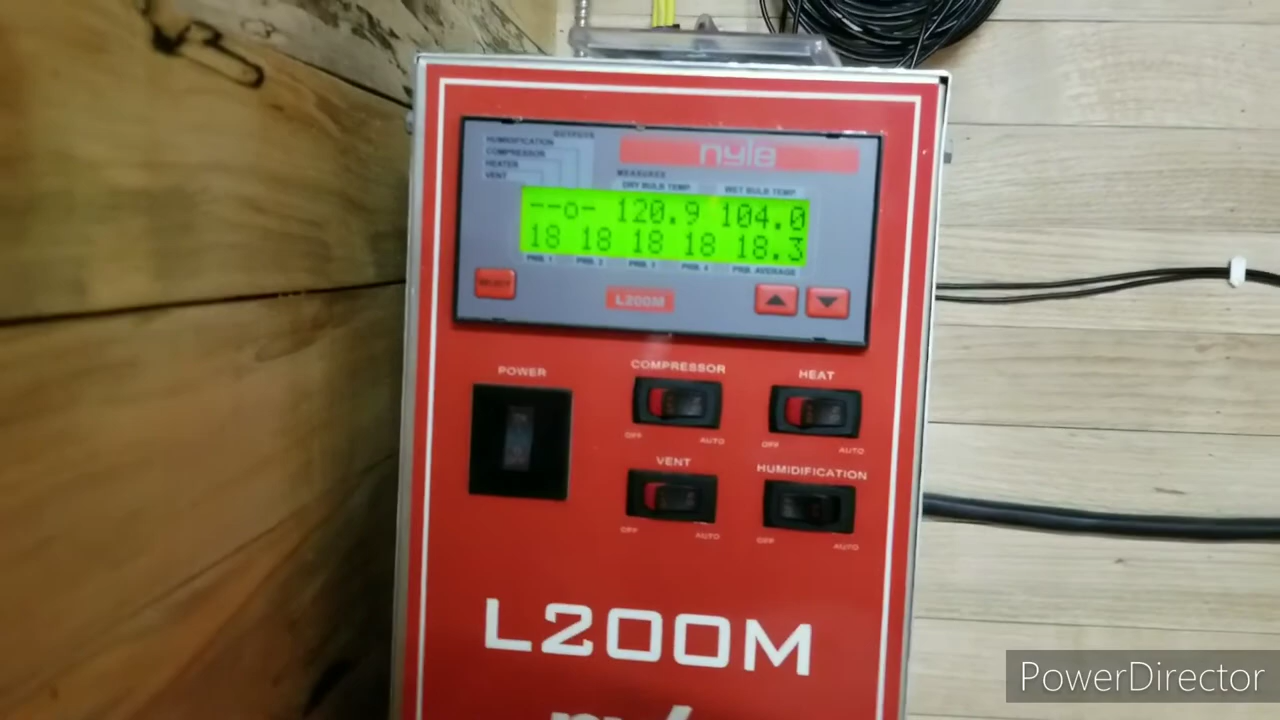 OUTPUTS
HUMIDIFICATION
COMPRESSOR
HEATER
VENT
nyle
MEASURES
DRY BULB TEMP. WET BULB TEMP.
--o- 120.9 104.0
18 18 18 18 18.3
PRB. 1 PRB. 2 PRB. 3 PRB. 4 PRB. AVERAGE
SELECT
L200M
POWER
COMPRESSOR
OFF AUTO
HEAT
OFF AUTO
VENT
OFF AUTO
HUMIDIFICATION
OFF AUTO
L200M
PowerDirector